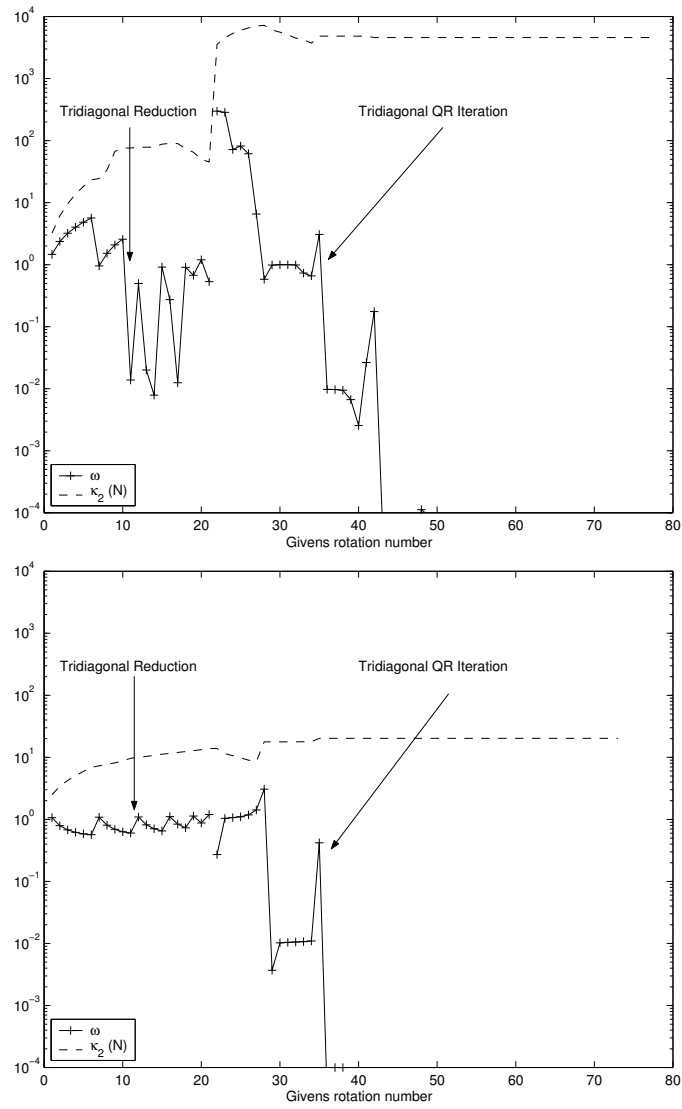 10^4
10^3
Tridiagonal Reduction
Tridiagonal QR Iteration
10^2
10^1
10^0
10^-1
10^-2
10^-3
ω
κ_2 (N)
10^-4
0 10 20 30 40 50 60 70 80
Givens rotation number
10^4
10^3
Tridiagonal Reduction
Tridiagonal QR Iteration
10^2
10^1
10^0
10^-1
10^-2
10^-3
ω
κ_2 (N)
10^-4
0 10 20 30 40 50 60 70 80
Givens rotation number